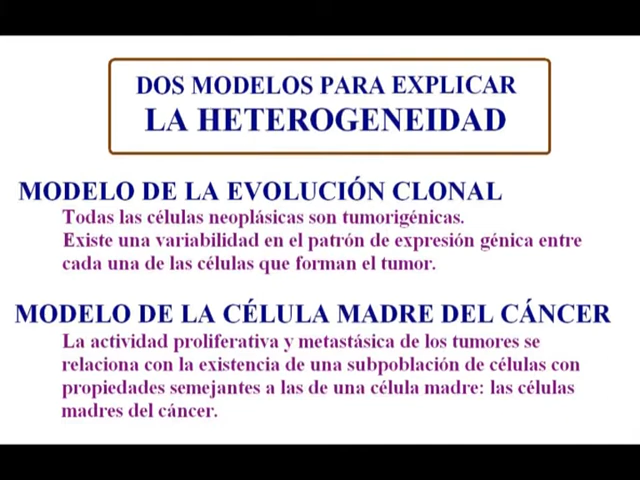 DOS MODELOS PARA EXPLICAR
LA HETEROGENEIDAD
MODELO DE LA EVOLUCIÓN CLONAL
Todas las células neoplásicas son tumorigénicas.
Existe una variabilidad en el patrón de expresión génica entre
cada una de las células que forman el tumor.
MODELO DE LA CÉLULA MADRE DEL CÁNCER
La actividad proliferativa y metastásica de los tumores se
relaciona con la existencia de una subpoblación de células con
propiedades semejantes a las de una célula madre: las células
madres del cáncer.